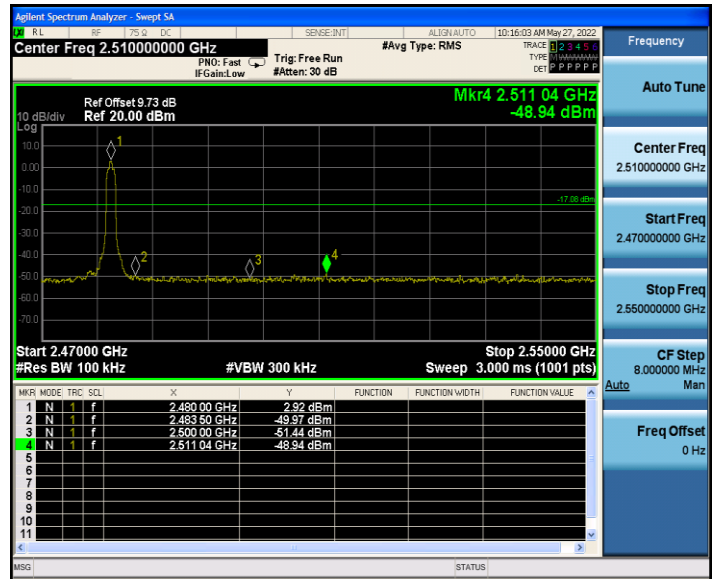 Agilent Spectrum Analyzer - Swept SA
RL RF 75 Ω DC SENSE:INT ALIGNAUTO 10:16:03 AM May 27, 2022
Center Freq 2.510000000 GHz #Avg Type: RMS TRACE 1 2 3 4 5 6
PNO: Fast Trig: Free Run TYPE
IFGain:Low #Atten: 30 dB DET P P P P P P
Mkr4 2.511 04 GHz
Ref Offset 9.73 dB
10 dB/div Ref 20.00 dBm -48.94 dBm
Log
10.0
0.00
-10.0
-17.08 dBm
-20.0
-30.0
-40.0
-50.0
-60.0
-70.0
1
2
3
4
Start 2.47000 GHz Stop 2.55000 GHz
#Res BW 100 kHz #VBW 300 kHz Sweep 3.000 ms (1001 pts)
MKR MODE TRC SCL X Y FUNCTION FUNCTION WIDTH FUNCTION VALUE
1 N 1 f 2.480 00 GHz 2.92 dBm
2 N 1 f 2.483 50 GHz -49.97 dBm
3 N 1 f 2.500 00 GHz -51.44 dBm
4 N 1 f 2.511 04 GHz -48.94 dBm
5
6
7
8
9
10
11
MSG STATUS
Frequency
Auto Tune
Center Freq
2.510000000 GHz
Start Freq
2.470000000 GHz
Stop Freq
2.550000000 GHz
CF Step
8.000000 MHz
Auto Man
Freq Offset
0 Hz